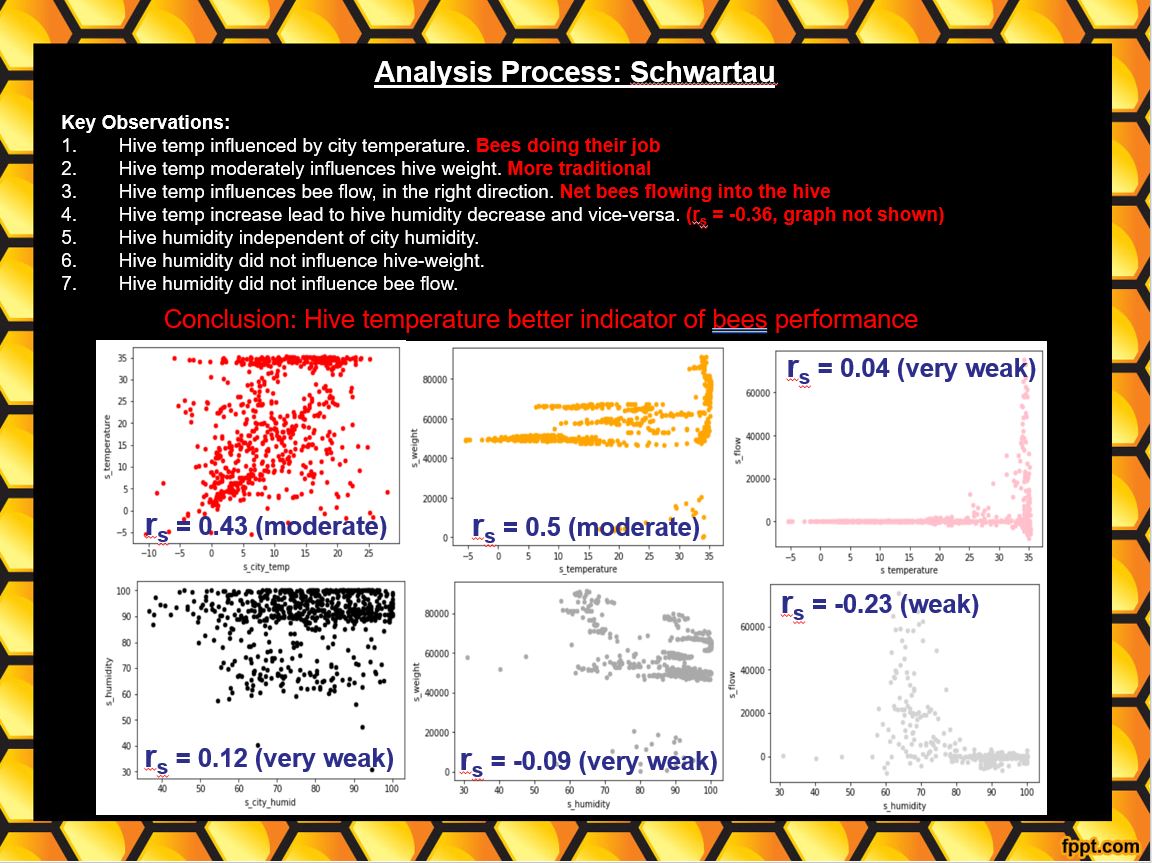 Analysis Process: Schwartau
Key Observations:
1. Hive temp influenced by city temperature. Bees doing their job
2. Hive temp moderately influences hive weight. More traditional
3. Hive temp influences bee flow, in the right direction. Net bees flowing into the hive
4. Hive temp increase lead to hive humidity decrease and vice-versa. (rs = -0.36, graph not shown)
5. Hive humidity independent of city humidity.
6. Hive humidity did not influence hive-weight.
7. Hive humidity did not influence bee flow.
Conclusion: Hive temperature better indicator of bees performance
s_temperature
35
30
25
20
15
10
5
0
−5
rs = 0.43 (moderate)
−10 −5 0 5 10 15 20 25
s_city_temp
s_weight
80000
60000
40000
20000
0
rs = 0.5 (moderate)
−5 0 5 10 15 20 25 30 35
s_temperature
rs = 0.04 (very weak)
s_flow
60000
40000
20000
0
−5 0 5 10 15 20 25 30 35
s temperature
s_humidity
100
90
80
70
60
50
40
30
rs = 0.12 (very weak)
40 50 60 70 80 90 100
s_city_humid
s_weight
80000
60000
40000
20000
0
rs = -0.09 (very weak)
30 40 50 60 70 80 90 100
s_humidity
rs = -0.23 (weak)
s_flow
60000
40000
20000
0
30 40 50 60 70 80 90 100
s_humidity
fppt.com